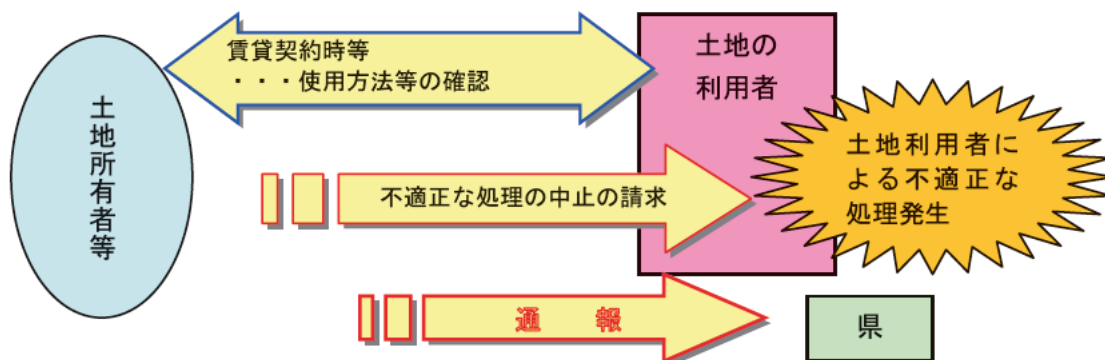 土地所有者等
賃貸契約時等
・・・使用方法等の確認
土地の
利用者
土地利用者に
よる不適正な
処理発生
不適正な処理の中止の請求
通　報
県